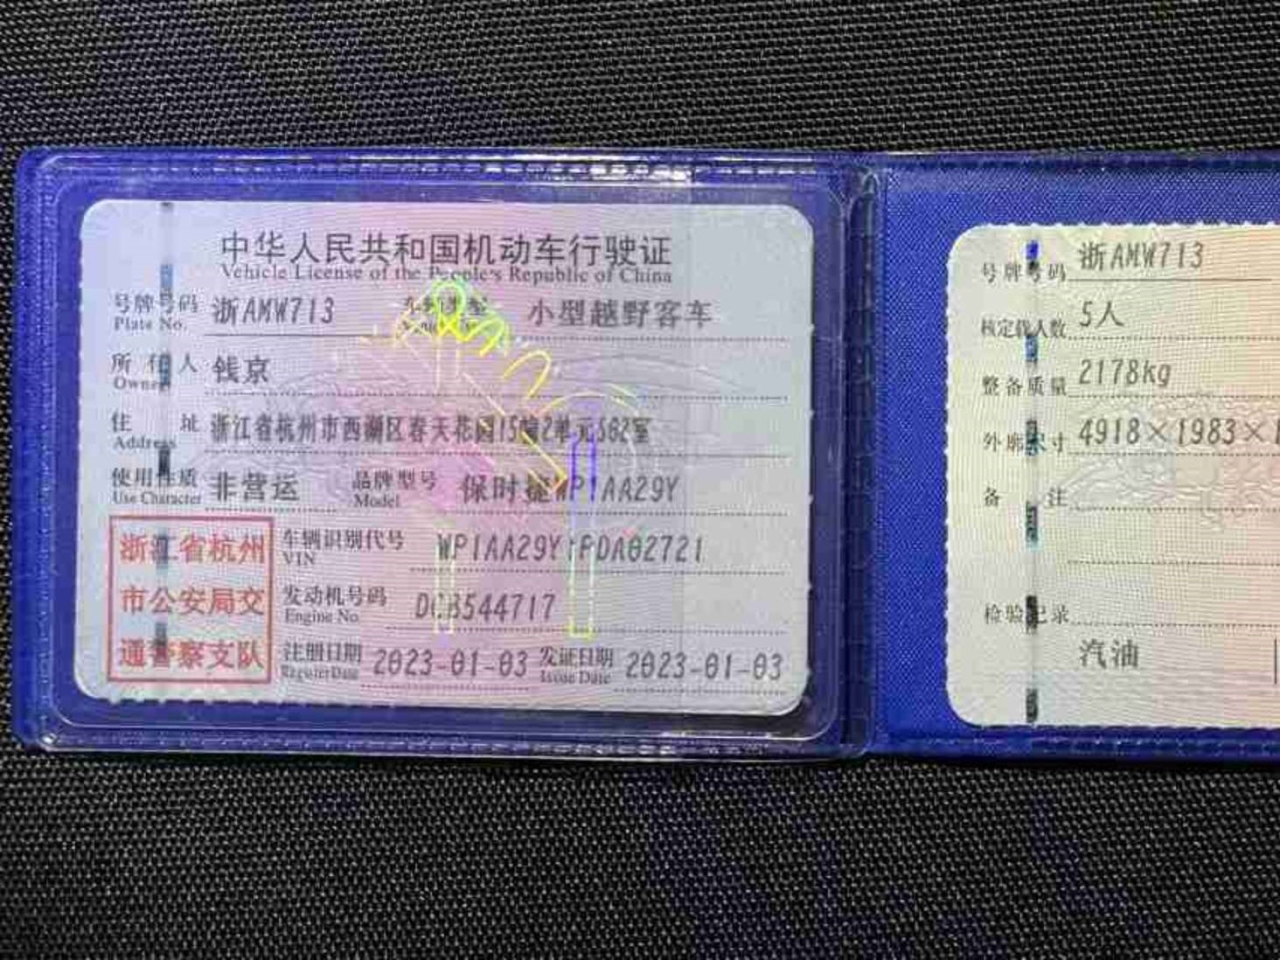 中华人民共和国机动车行驶证
Vehicle License of the People's Republic of China
号牌号码 浙AMW713 车辆类型 小型越野客车
Plate No.
所有人 钱京
Owner
住址 浙江省杭州市西湖区春天花园15幢2单元502室
Address
使用性质 非营运 品牌型号 保时捷WP1AA29Y
Use Character Model
浙江省杭州
市公安局交
通警察支队
车辆识别代号
VIN
发动机号码 DCB544717
Engine No.
注册日期 2023-01-03 发证日期 2023-01-03
Register Date Issue Date
号牌号码 浙AMW713
核定载人数 5人
整备质量 2178kg
外廓尺寸 4918×1983×
备注
检验记录
汽油